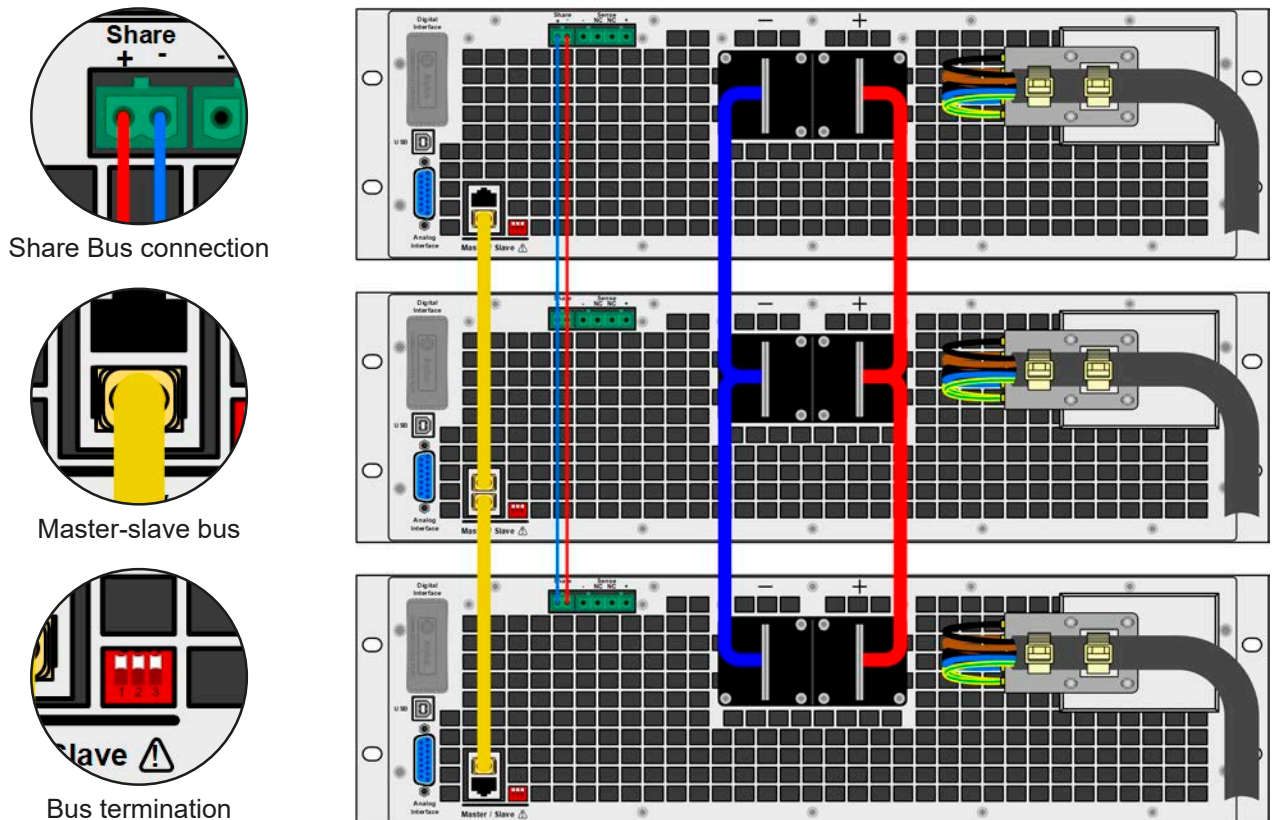 Share
+ - -
Share Bus connection
Master-slave bus
1 2 3
lave
Bus termination
Digital
Interface
Share
+ -
Sense
- NC NC +
− +
USB
Analog
Interface
Master / Slave
Digital
Interface
Share
Sense
- NC NC +
− +
USB
Analog
Interface
Master / Slave
Digital
Interface
Share
Sense
- NC NC +
− +
USB
Analog
Interface
Master / Slave